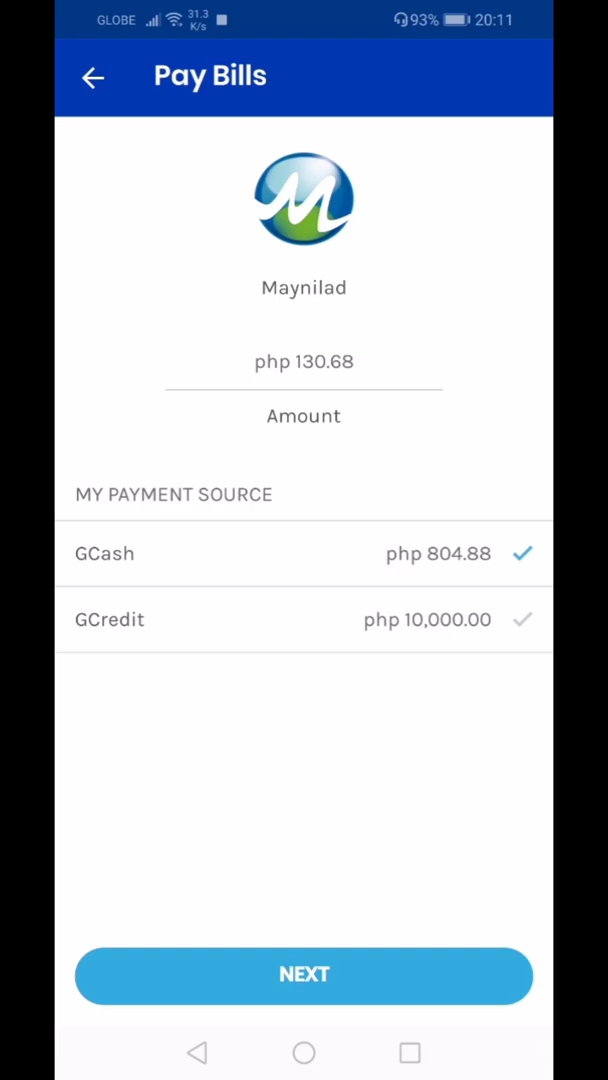 GLOBE 31.3 K/s 93% 20:11
Pay Bills
Maynilad
php 130.68
Amount
MY PAYMENT SOURCE
GCash php 804.88
GCredit php 10,000.00
NEXT